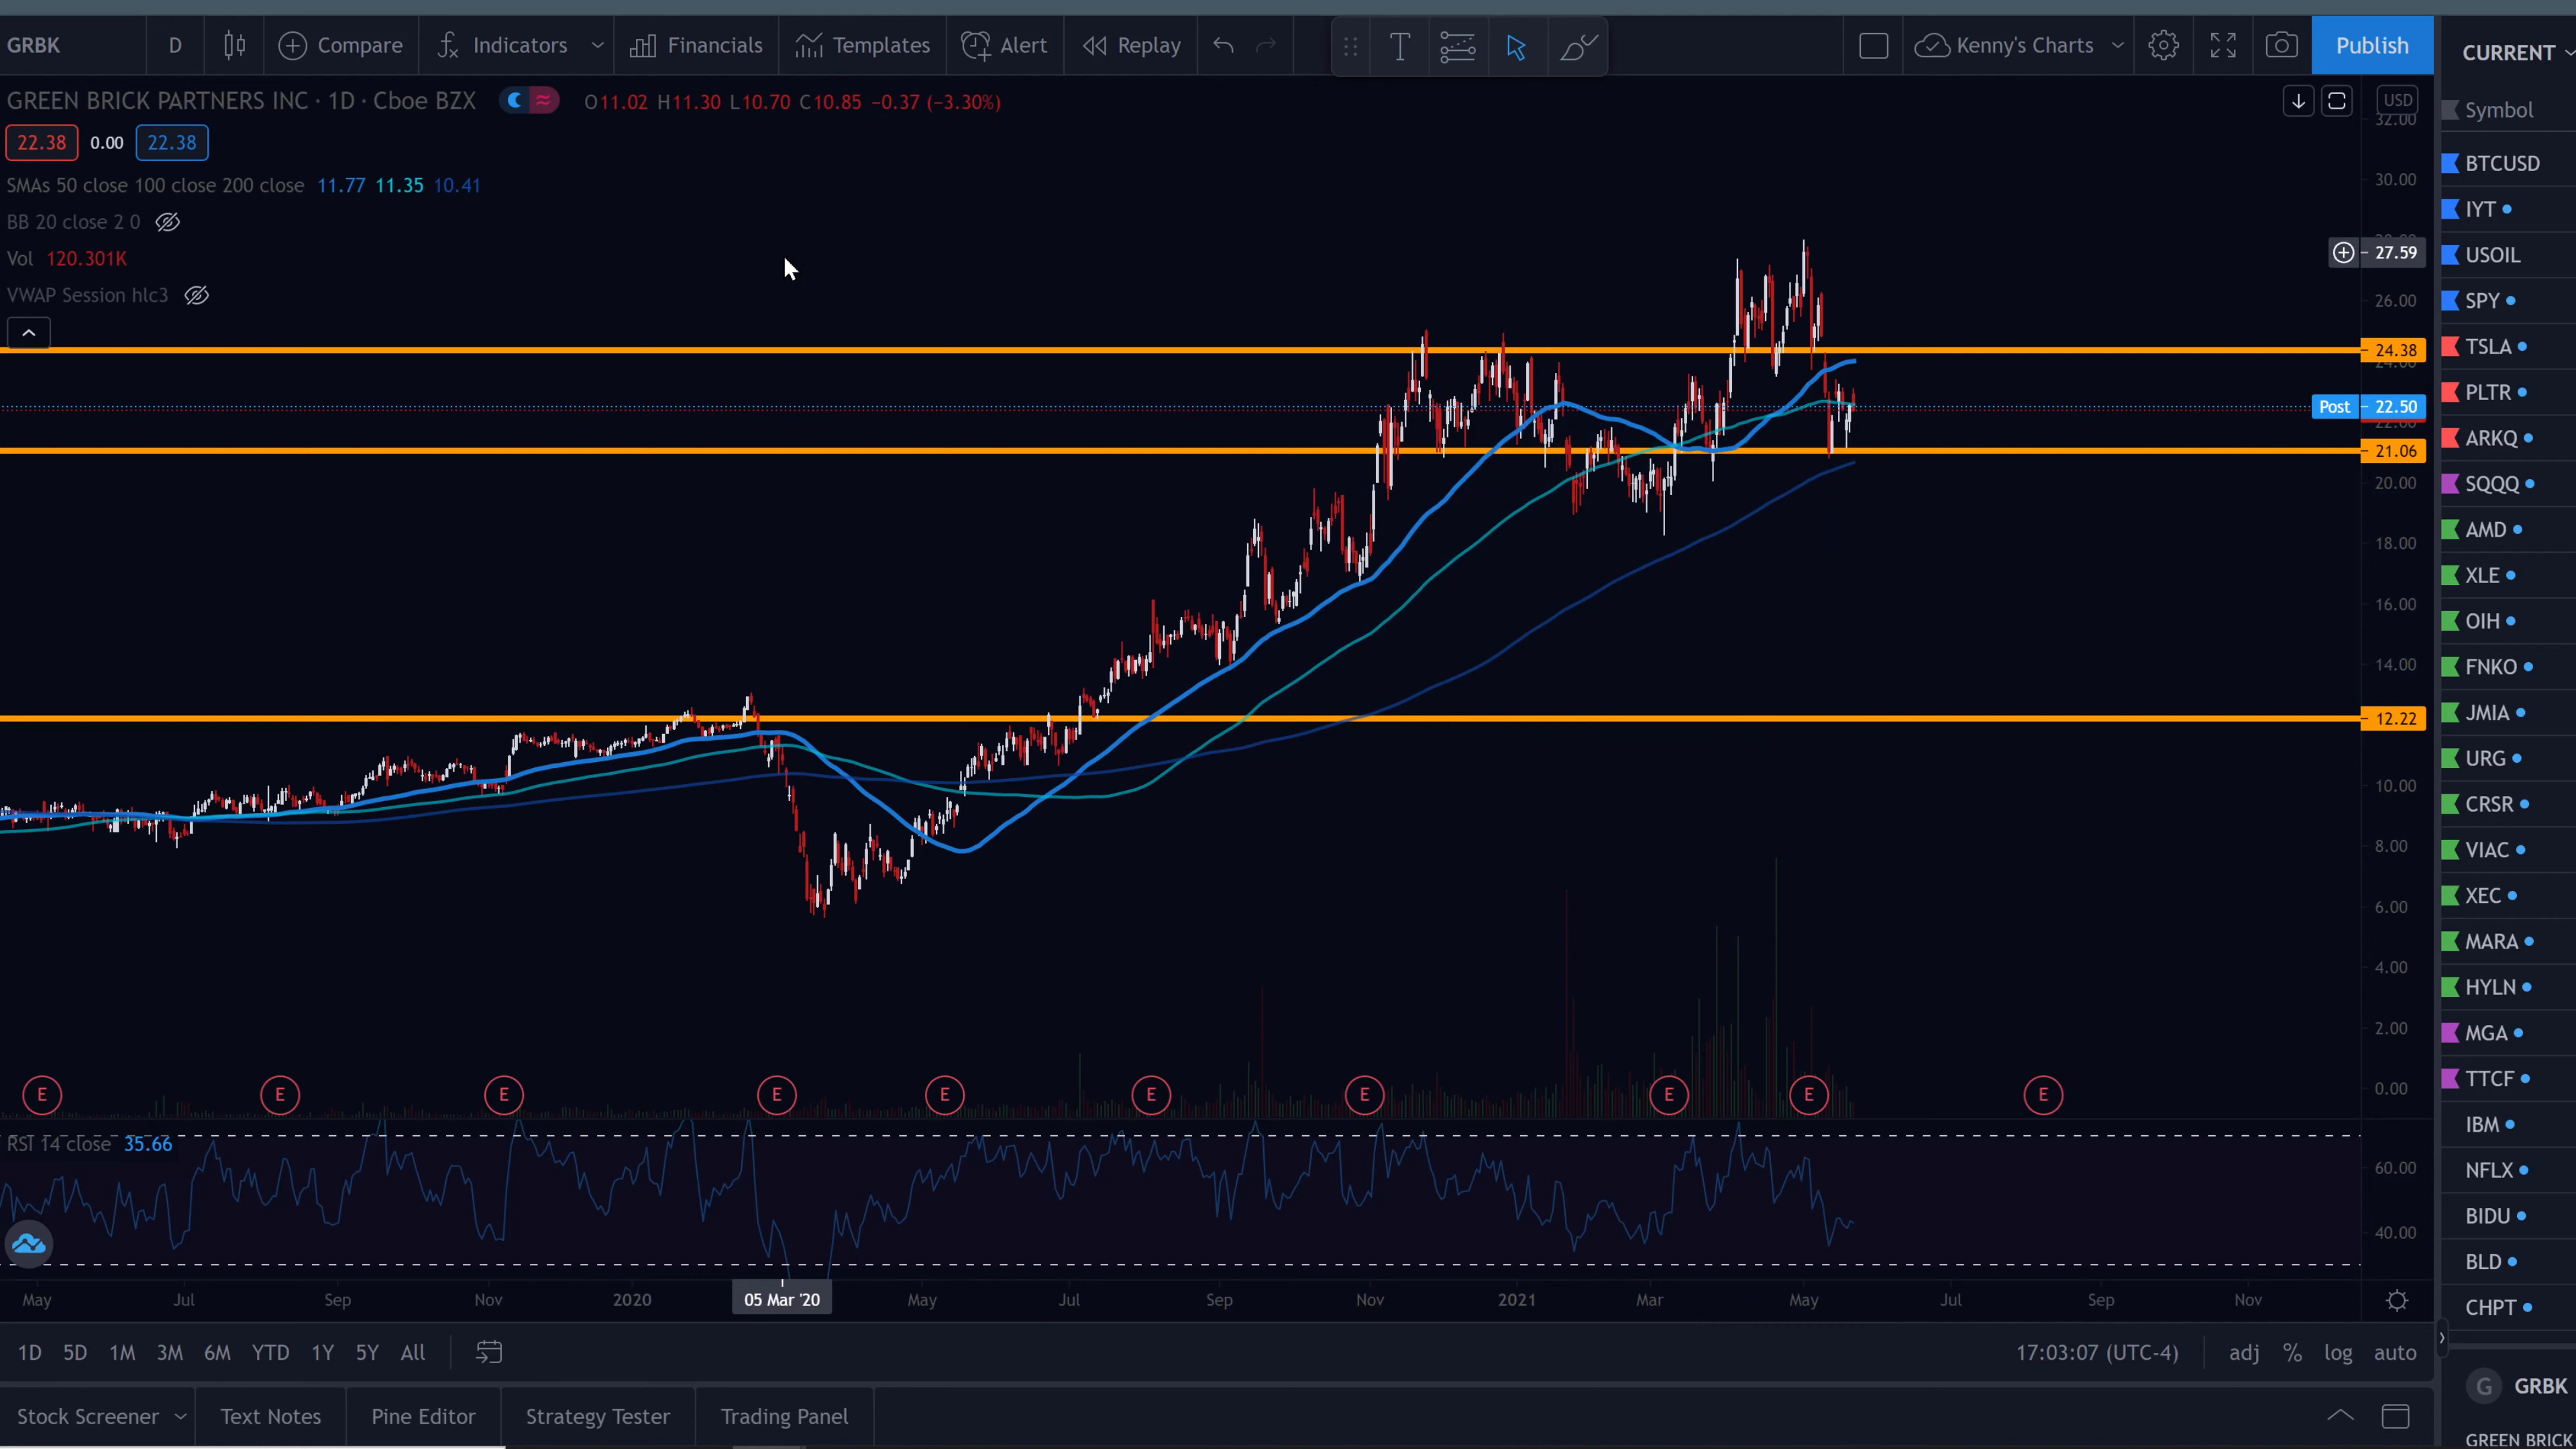 GRBK D Compare Indicators Financials Templates Alert Replay T Kenny's Charts Publish
GREEN BRICK PARTNERS INC · 1D · Cboe BZX O11.02 H11.30 L10.70 C10.85 −0.37 (−3.30%)
22.38 0.00 22.38
SMAs 50 close 100 close 200 close 11.77 11.35 10.41
BB 20 close 2 0
Vol 120.301K
VWAP Session hlc3
USD
32.00
30.00
27.59
26.00
24.38
24.00
Post 22.50
22.00
21.06
20.00
18.00
16.00
14.00
12.22
10.00
8.00
6.00
4.00
2.00
0.00
E E E E E E E E E E
RSI 14 close 35.66
60.00
40.00
May Jul Sep Nov 2020 05 Mar '20 May Jul Sep Nov 2021 Mar May Jul Sep Nov
1D 5D 1M 3M 6M YTD 1Y 5Y All 17:03:07 (UTC-4) adj % log auto
Stock Screener Text Notes Pine Editor Strategy Tester Trading Panel
CURRENT
Symbol
BTCUSD
IYT
USOIL
SPY
TSLA
PLTR
ARKQ
SQQQ
AMD
XLE
OIH
FNKO
JMIA
URG
CRSR
VIAC
XEC
MARA
HYLN
MGA
TTCF
IBM
NFLX
BIDU
BLD
CHPT
G GRBK
GREEN BRICK